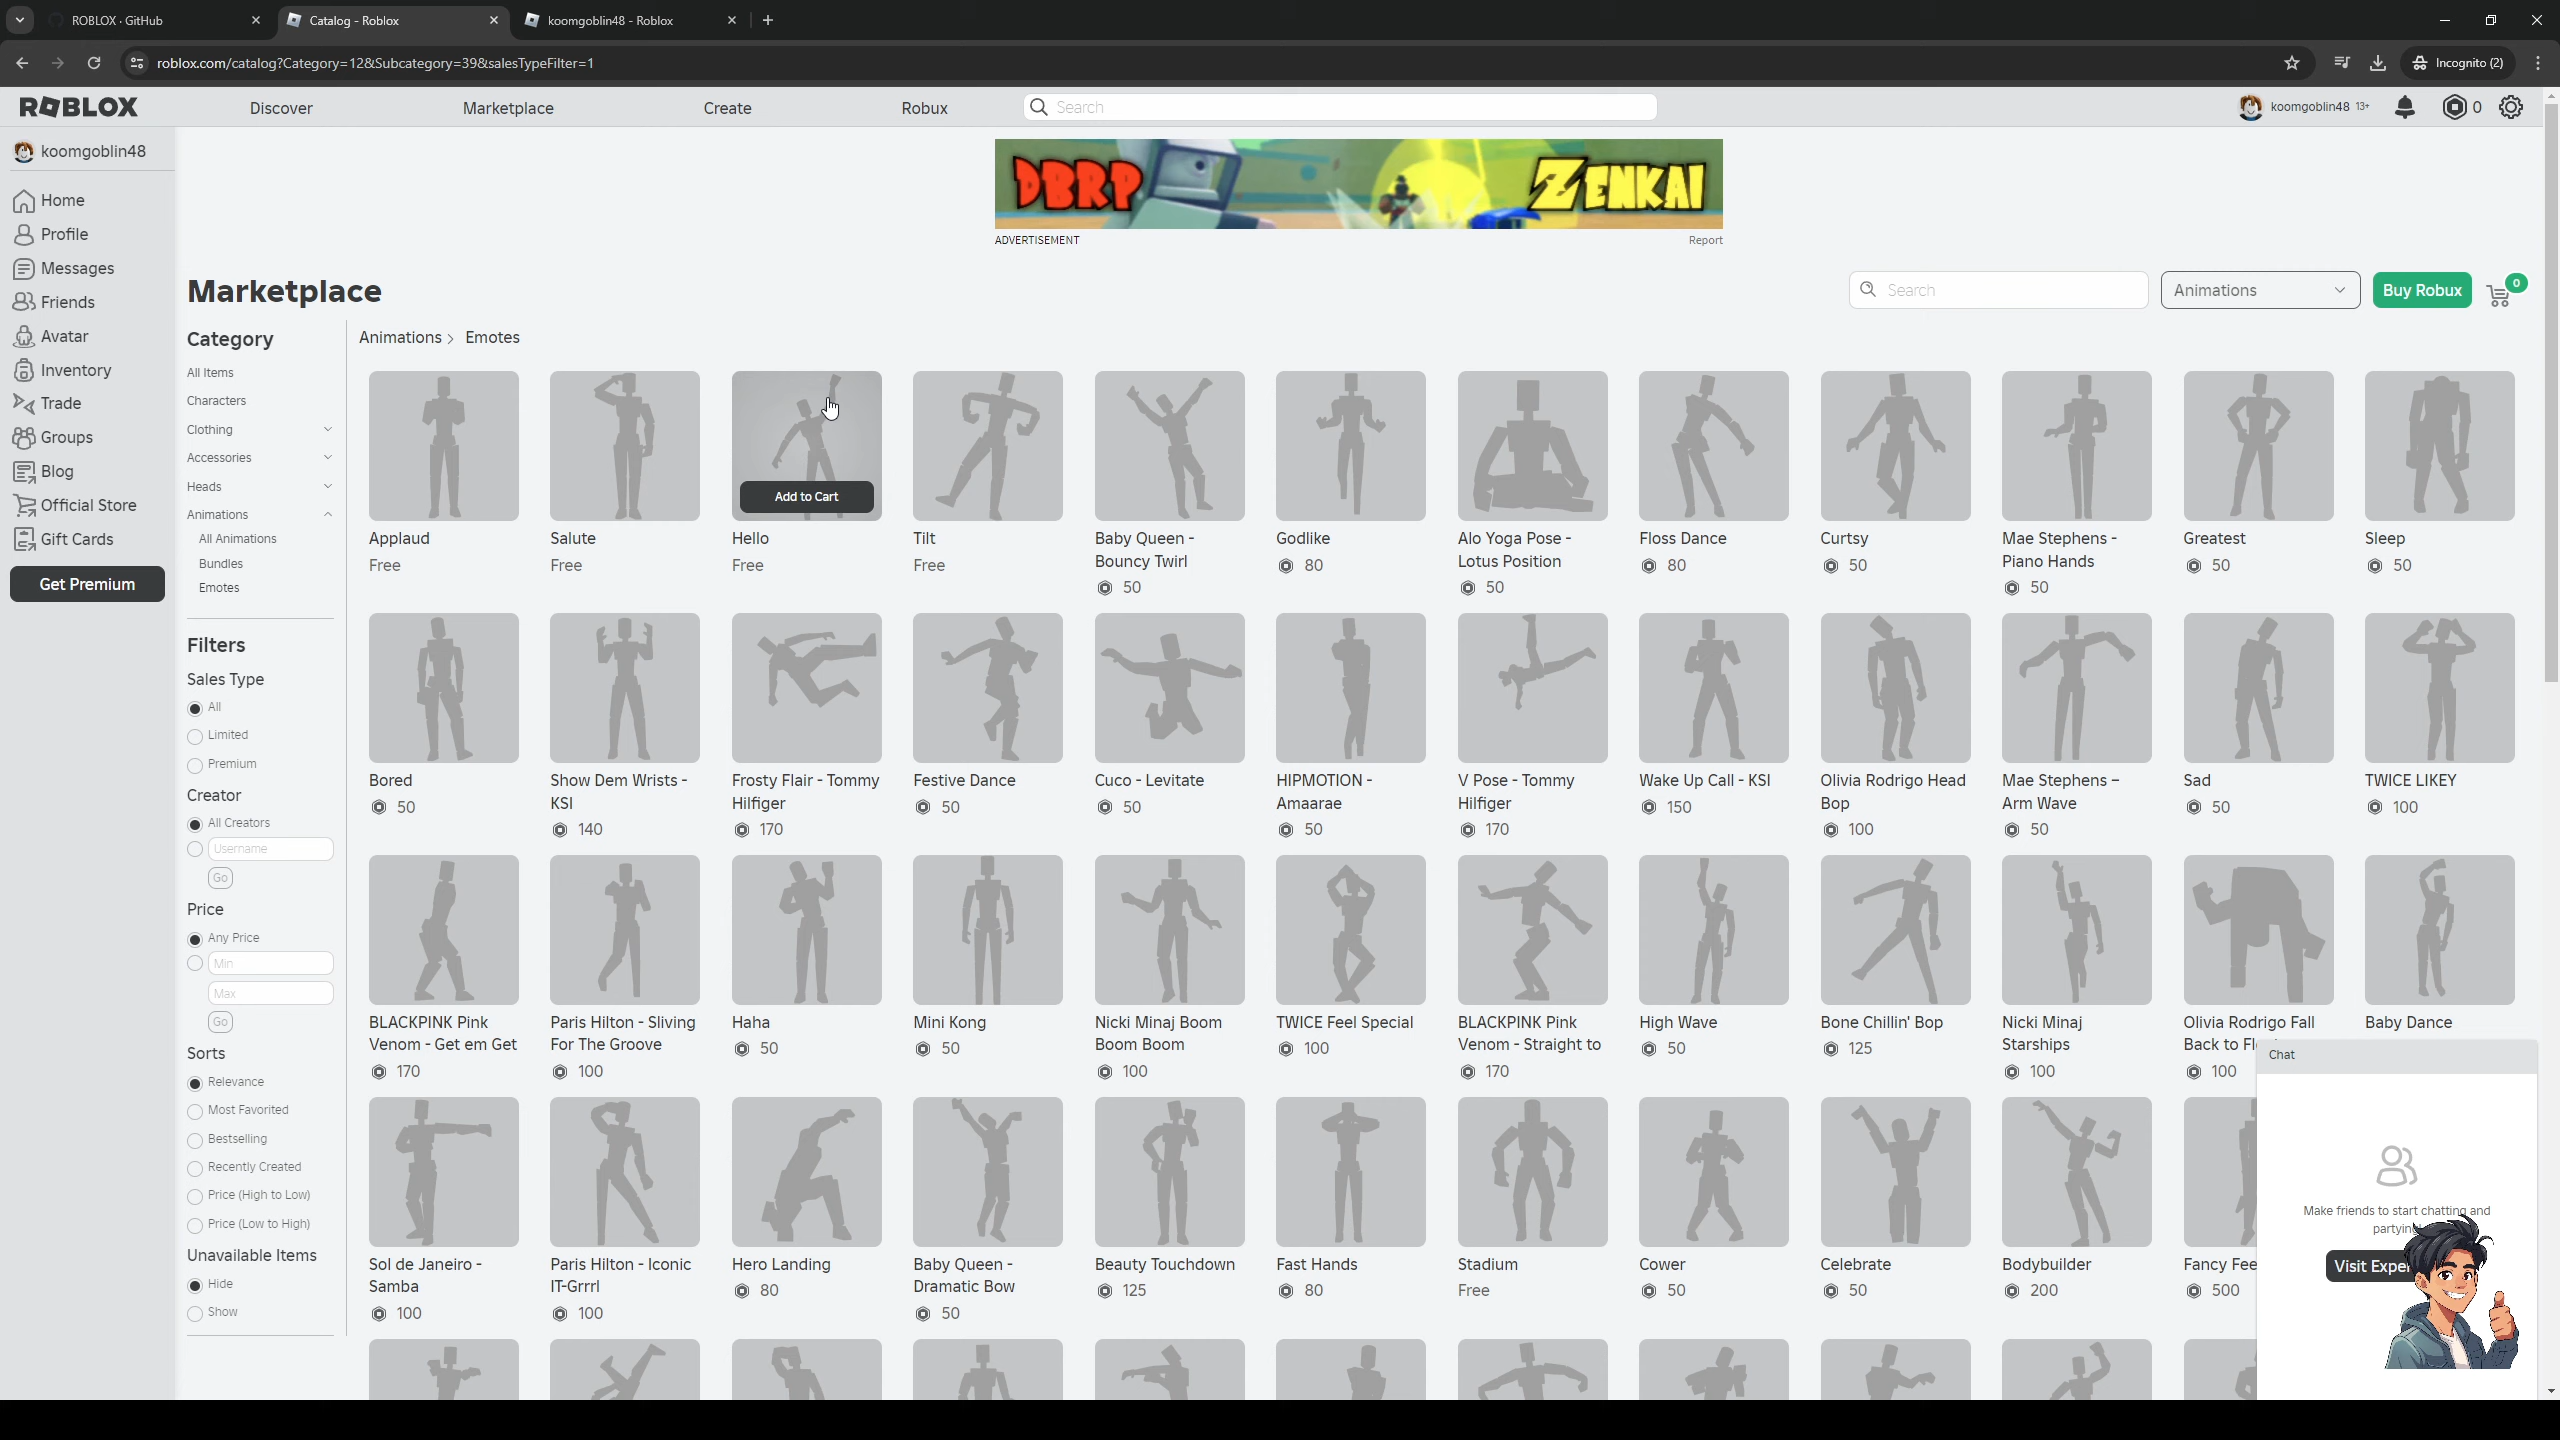 ROBLOX · GitHub
Catalog - Roblox
koomgoblin48 - Roblox
roblox.com/catalog?Category=12&Subcategory=39&salesTypeFilter=1
Incognito (2)
ROBLOX
Discover
Marketplace
Create
Robux
Search
koomgoblin48 13+
0
koomgoblin48
Home
Profile
Messages
Friends
Avatar
Inventory
Trade
Groups
Blog
Official Store
Gift Cards
Get Premium
DBRP ZENKAI
ADVERTISEMENT
Report
Marketplace
Search
Animations
Buy Robux
0
Category
All Items
Characters
Clothing
Accessories
Heads
Animations
All Animations
Bundles
Emotes
Filters
Sales Type
All
Limited
Premium
Creator
All Creators
Username
Go
Price
Any Price
Min
Max
Go
Sorts
Relevance
Most Favorited
Bestselling
Recently Created
Price (High to Low)
Price (Low to High)
Unavailable Items
Hide
Show
Animations > Emotes
Applaud
Free
Salute
Free
Add to Cart
Hello
Free
Tilt
Free
Baby Queen -
Bouncy Twirl
50
Godlike
80
Alo Yoga Pose -
Lotus Position
50
Floss Dance
80
Curtsy
50
Mae Stephens -
Piano Hands
50
Greatest
50
Sleep
50
Bored
50
Show Dem Wrists -
KSI
140
Frosty Flair - Tommy
Hilfiger
170
Festive Dance
50
Cuco - Levitate
50
HIPMOTION -
Amaarae
50
V Pose - Tommy
Hilfiger
170
Wake Up Call - KSI
150
Olivia Rodrigo Head
Bop
100
Mae Stephens –
Arm Wave
50
Sad
50
TWICE LIKEY
100
BLACKPINK Pink
Venom - Get em Get
170
Paris Hilton - Sliving
For The Groove
100
Haha
50
Mini Kong
50
Nicki Minaj Boom
Boom Boom
100
TWICE Feel Special
100
BLACKPINK Pink
Venom - Straight to
170
High Wave
50
Bone Chillin' Bop
125
Nicki Minaj
Starships
100
Olivia Rodrigo Fall
Back to
100
Baby Dance
Sol de Janeiro -
Samba
100
Paris Hilton - Iconic
IT-Grrrl
100
Hero Landing
80
Baby Queen -
Dramatic Bow
50
Beauty Touchdown
125
Fast Hands
80
Stadium
Free
Cower
50
Celebrate
50
Bodybuilder
200
Fancy Fee
500
Chat
Make friends to start chatting and
partying
Visit Expe